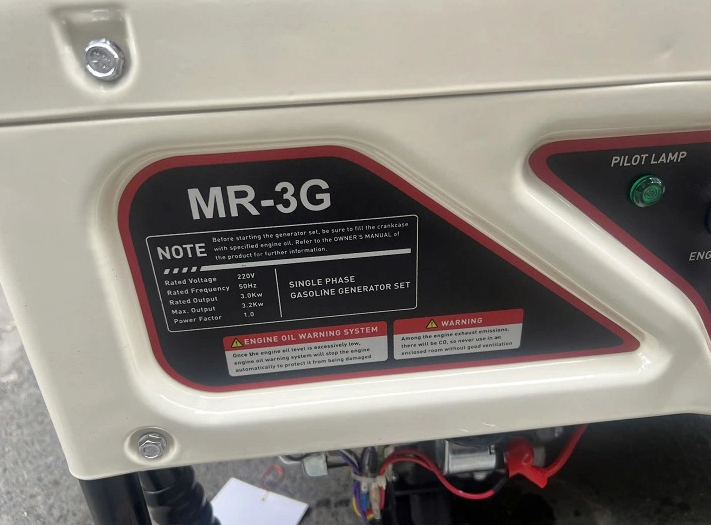 MR-3G
NOTE
Before starting the generator set, be sure to fill the crankcase
with specified engine oil. Refer to the OWNER'S MANUAL of
the product for further information.
Rated Voltage 220V
Rated Frequency 50Hz
Rated Output 3.0Kw
Max. Output 3.2Kw
Power Factor 1.0
SINGLE PHASE
GASOLINE GENERATOR SET
ENGINE OIL WARNING SYSTEM
Once the engine oil level is excessively low,
engine oil warning system will stop the engine
automatically to protect it from being damaged
WARNING
Among the engine exhaust emissions,
there will be CO, so never use in an
enclosed room without good ventilation
PILOT LAMP
ENG